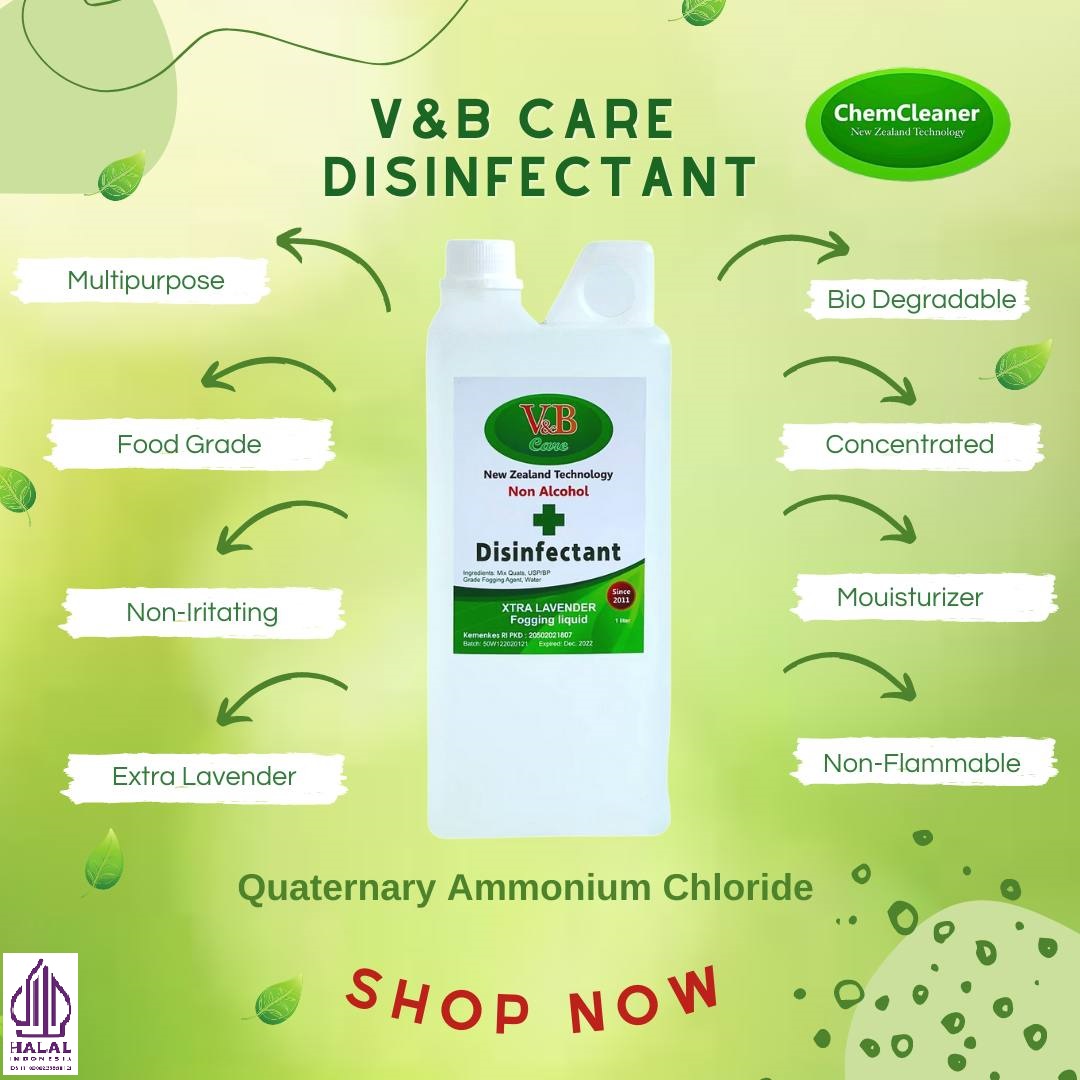 V&B CARE
DISINFECTANT
ChemCleaner
New Zealand Technology
Multipurpose
Bio Degradable
Food Grade
Concentrated
Non-Iritating
Mouisturizer
Extra Lavender
Non-Flammable
V&B
Care
New Zealand Technology
Non Alcohol
Disinfectant
Ingredients: Mix Quats, USP/BP
Grade Fogging Agent, Water
Since
2011
XTRA LAVENDER
Fogging liquid
1 liter
Kemenkes RI PKD : 20502021807
Batch: 50W122020121 Expired: Dec. 2022
Quaternary Ammonium Chloride
SHOP NOW
HALAL
INDONESIA